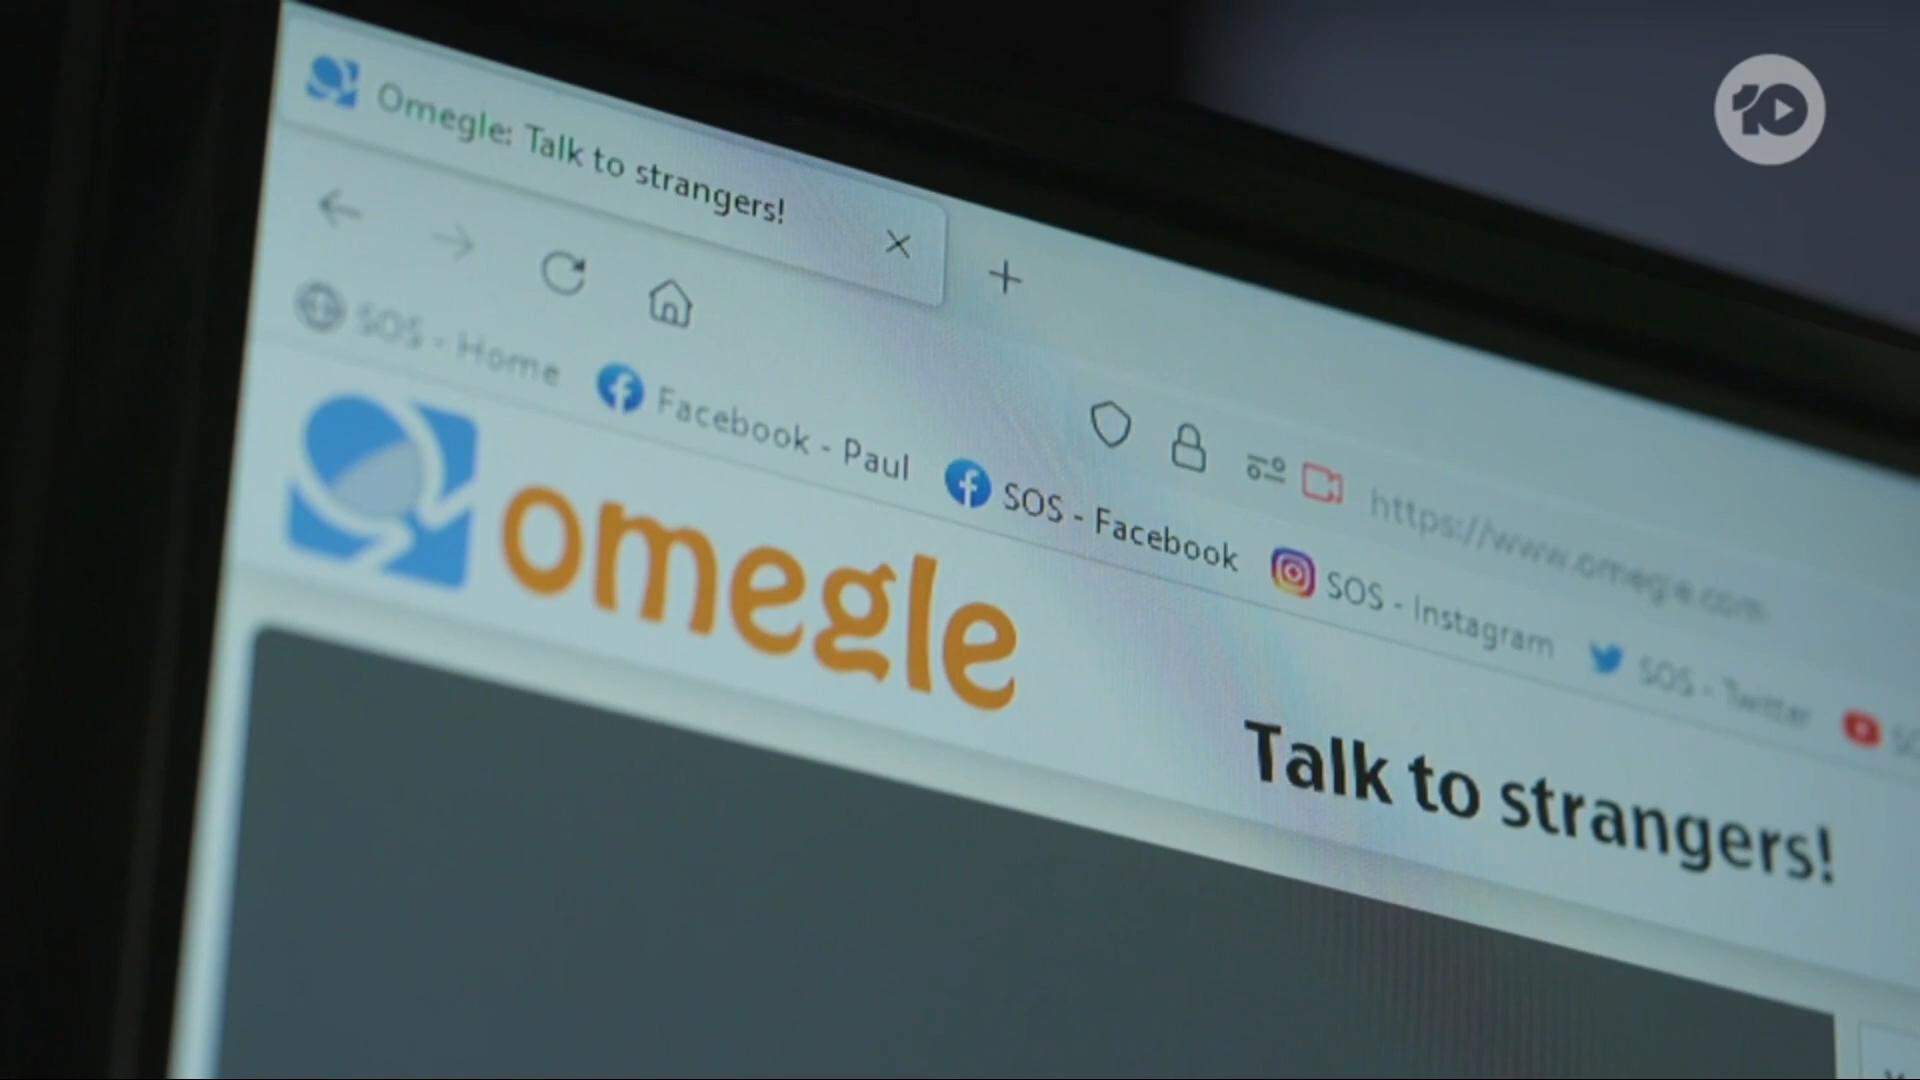 10
Omegle: Talk to strangers!
https://www.omegle.com
SOS - Home Facebook - Paul SOS - Facebook SOS - Instagram SOS - Twitter
omegle
Talk to strangers!